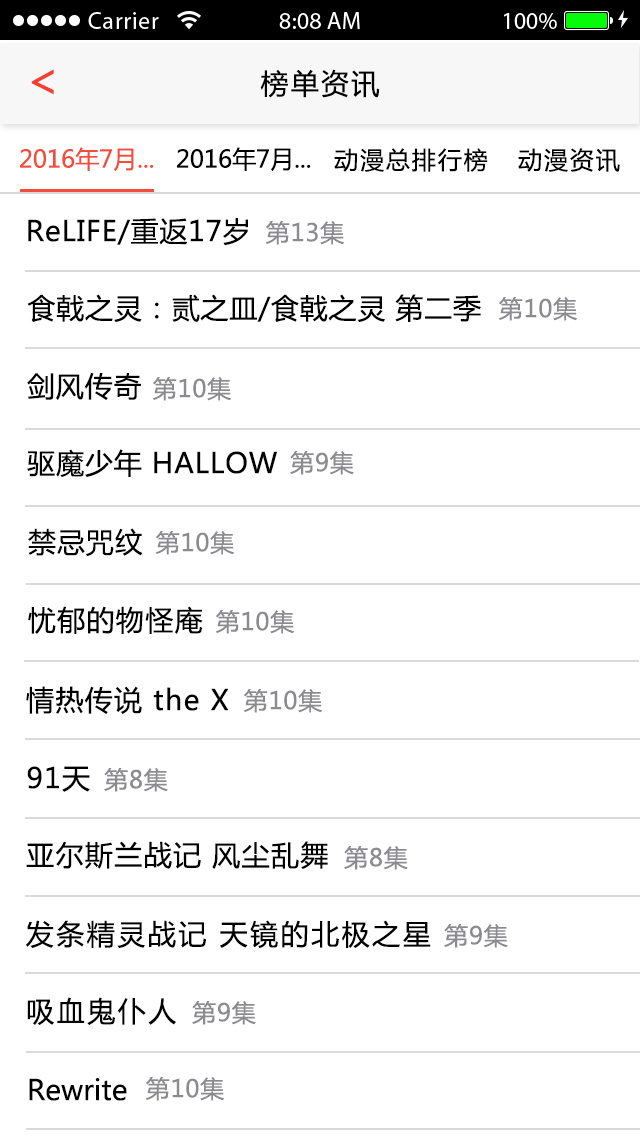 Carrier 8:08 AM 100%
< 榜单资讯
2016年7月... 2016年7月... 动漫总排行榜 动漫资讯
ReLIFE/重返17岁 第13集
食戟之灵：贰之皿/食戟之灵 第二季 第10集
剑风传奇 第10集
驱魔少年 HALLOW 第9集
禁忌咒纹 第10集
忧郁的物怪庵 第10集
情热传说 the X 第10集
91天 第8集
亚尔斯兰战记 风尘乱舞 第8集
发条精灵战记 天镜的北极之星 第9集
吸血鬼仆人 第9集
Rewrite 第10集